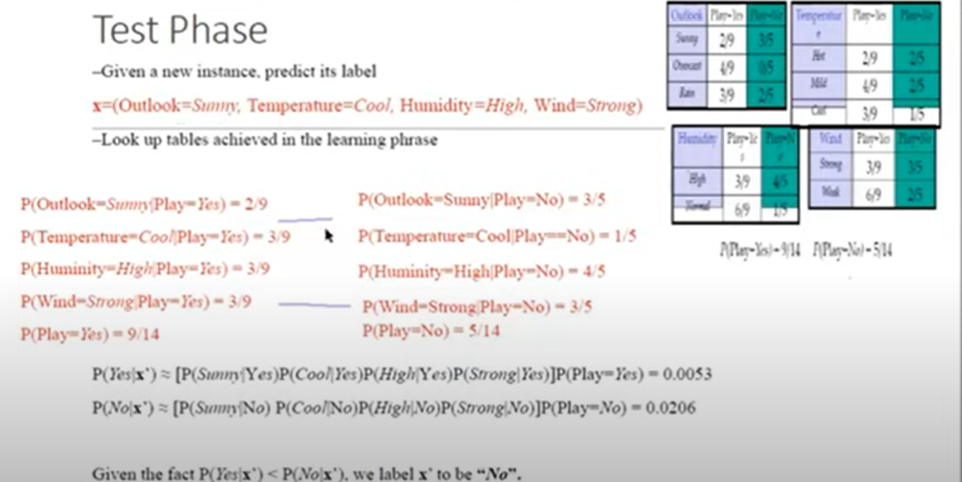 Test Phase
–Given a new instance, predict its label
x=(Outlook=Sunny, Temperature=Cool, Humidity=High, Wind=Strong)
–Look up tables achieved in the learning phrase
P(Outlook=Sunny|Play=Yes) = 2/9
P(Temperature=Cool|Play=Yes) = 3/9
P(Huminity=High|Play=Yes) = 3/9
P(Wind=Strong|Play=Yes) = 3/9
P(Play=Yes) = 9/14
P(Outlook=Sunny|Play=No) = 3/5
P(Temperature=Cool|Play==No) = 1/5
P(Huminity=High|Play=No) = 4/5
P(Wind=Strong|Play=No) = 3/5
P(Play=No) = 5/14
P(Yes|x') ≈ [P(Sunny|Yes)P(Cool|Yes)P(High|Yes)P(Strong|Yes)]P(Play=Yes) = 0.0053
P(No|x') ≈ [P(Sunny|No) P(Cool|No)P(High|No)P(Strong|No)]P(Play=No) = 0.0206
Given the fact P(Yes|x') < P(No|x'), we label x' to be “No”.
Outlook Play=Yes Play=No
Sunny 2/9 3/5
Overcast 4/9 0/5
Rain 3/9 2/5
Temperatur Play=Yes Play=No
e
Hot 2/9 2/5
Mild 4/9 2/5
Cool 3/9 1/5
Humidity Play=Ye Play=N
s o
High 3/9 4/5
Normal 6/9 1/5
Wind Play=Yes Play=No
Strong 3/9 3/5
Weak 6/9 2/5
P(Play=Yes) = 9/14 P(Play=No) = 5/14